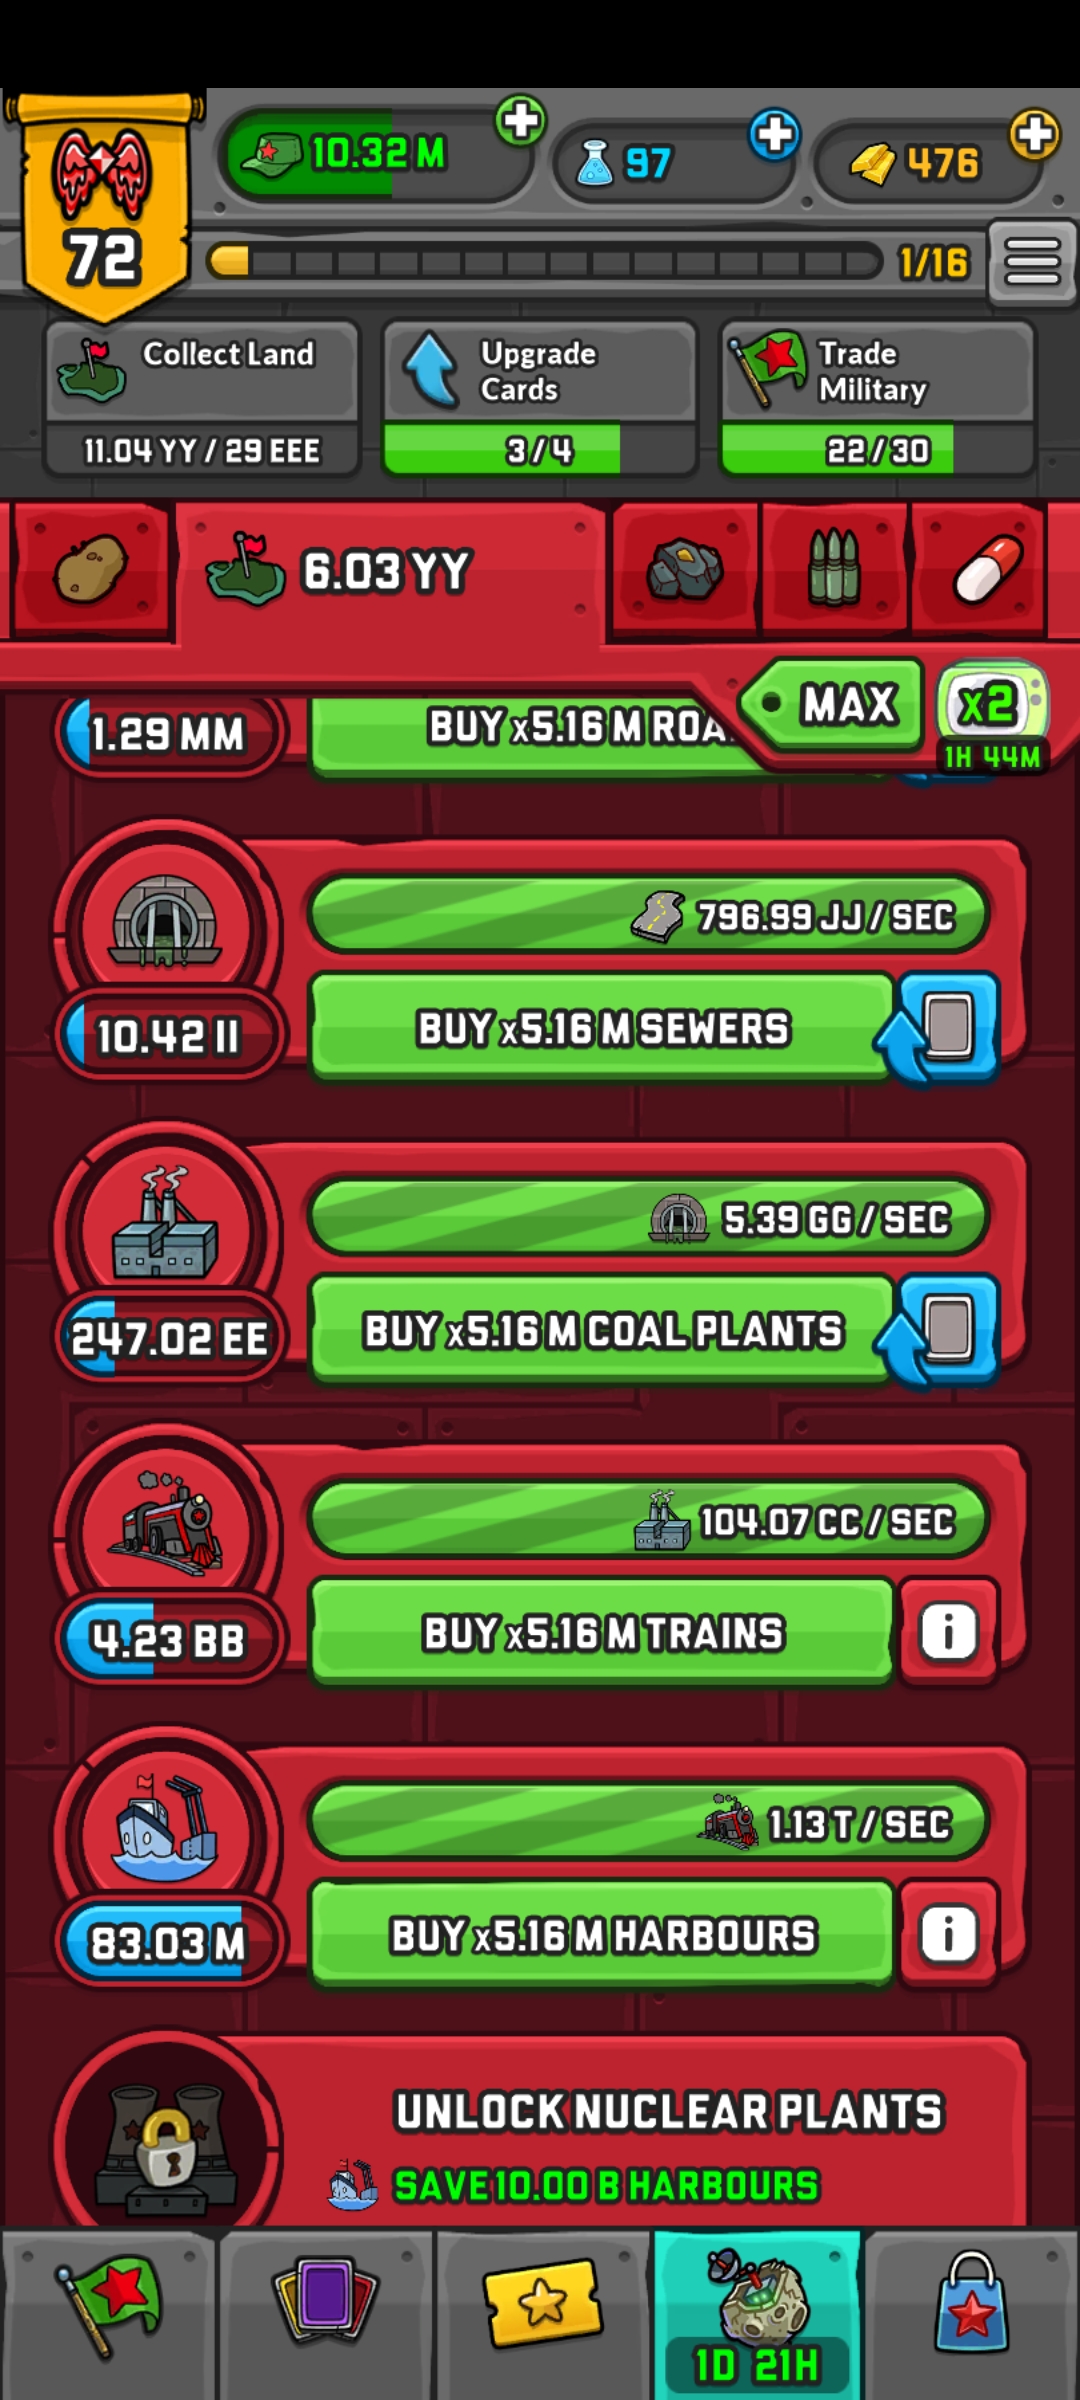 10.32 M
97
476
72
1/16
Collect Land
11.04 YY / 29 EEE
Upgrade
Cards
3/4
Trade
Military
22/30
6.03 YY
MAX
x2
1H 44M
1.29 MM
BUY x5.16 M ROA
796.99 JJ / SEC
10.42 II
BUY x5.16 M SEWERS
5.39 GG / SEC
247.02 EE
BUY x5.16 M COAL PLANTS
104.07 CC / SEC
4.23 BB
BUY x5.16 M TRAINS
i
1.13 T / SEC
83.03 M
BUY x5.16 M HARBOURS
i
UNLOCK NUCLEAR PLANTS
SAVE 10.00 B HARBOURS
1D 21H